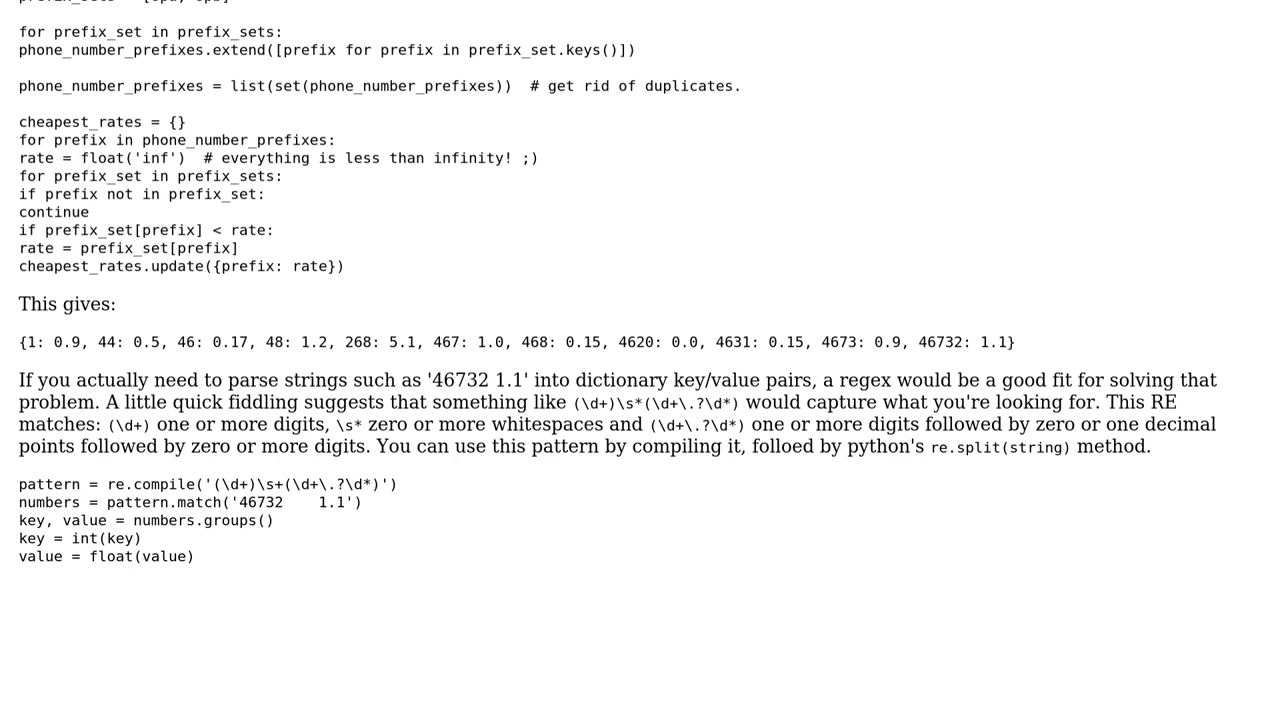 for prefix_set in prefix_sets:
phone_number_prefixes.extend([prefix for prefix in prefix_set.keys()])
phone_number_prefixes = list(set(phone_number_prefixes))  # get rid of duplicates.
cheapest_rates = {}
for prefix in phone_number_prefixes:
rate = float('inf')  # everything is less than infinity! ;)
for prefix_set in prefix_sets:
if prefix not in prefix_set:
continue
if prefix_set[prefix] < rate:
rate = prefix_set[prefix]
cheapest_rates.update({prefix: rate})
This gives:
{1: 0.9, 44: 0.5, 46: 0.17, 48: 1.2, 268: 5.1, 467: 1.0, 468: 0.15, 4620: 0.0, 4631: 0.15, 4673: 0.9, 46732: 1.1}
If you actually need to parse strings such as '46732 1.1' into dictionary key/value pairs, a regex would be a good fit for solving that
problem. A little quick fiddling suggests that something like (\d+)\s*(\d+\.?\d*) would capture what you're looking for. This RE
matches: (\d+) one or more digits, \s* zero or more whitespaces and (\d+\.?\d*) one or more digits followed by zero or one decimal
points followed by zero or more digits. You can use this pattern by compiling it, folloed by python's re.split(string) method.
pattern = re.compile('(\d+)\s+(\d+\.?\d*)')
numbers = pattern.match('46732    1.1')
key, value = numbers.groups()
key = int(key)
value = float(value)